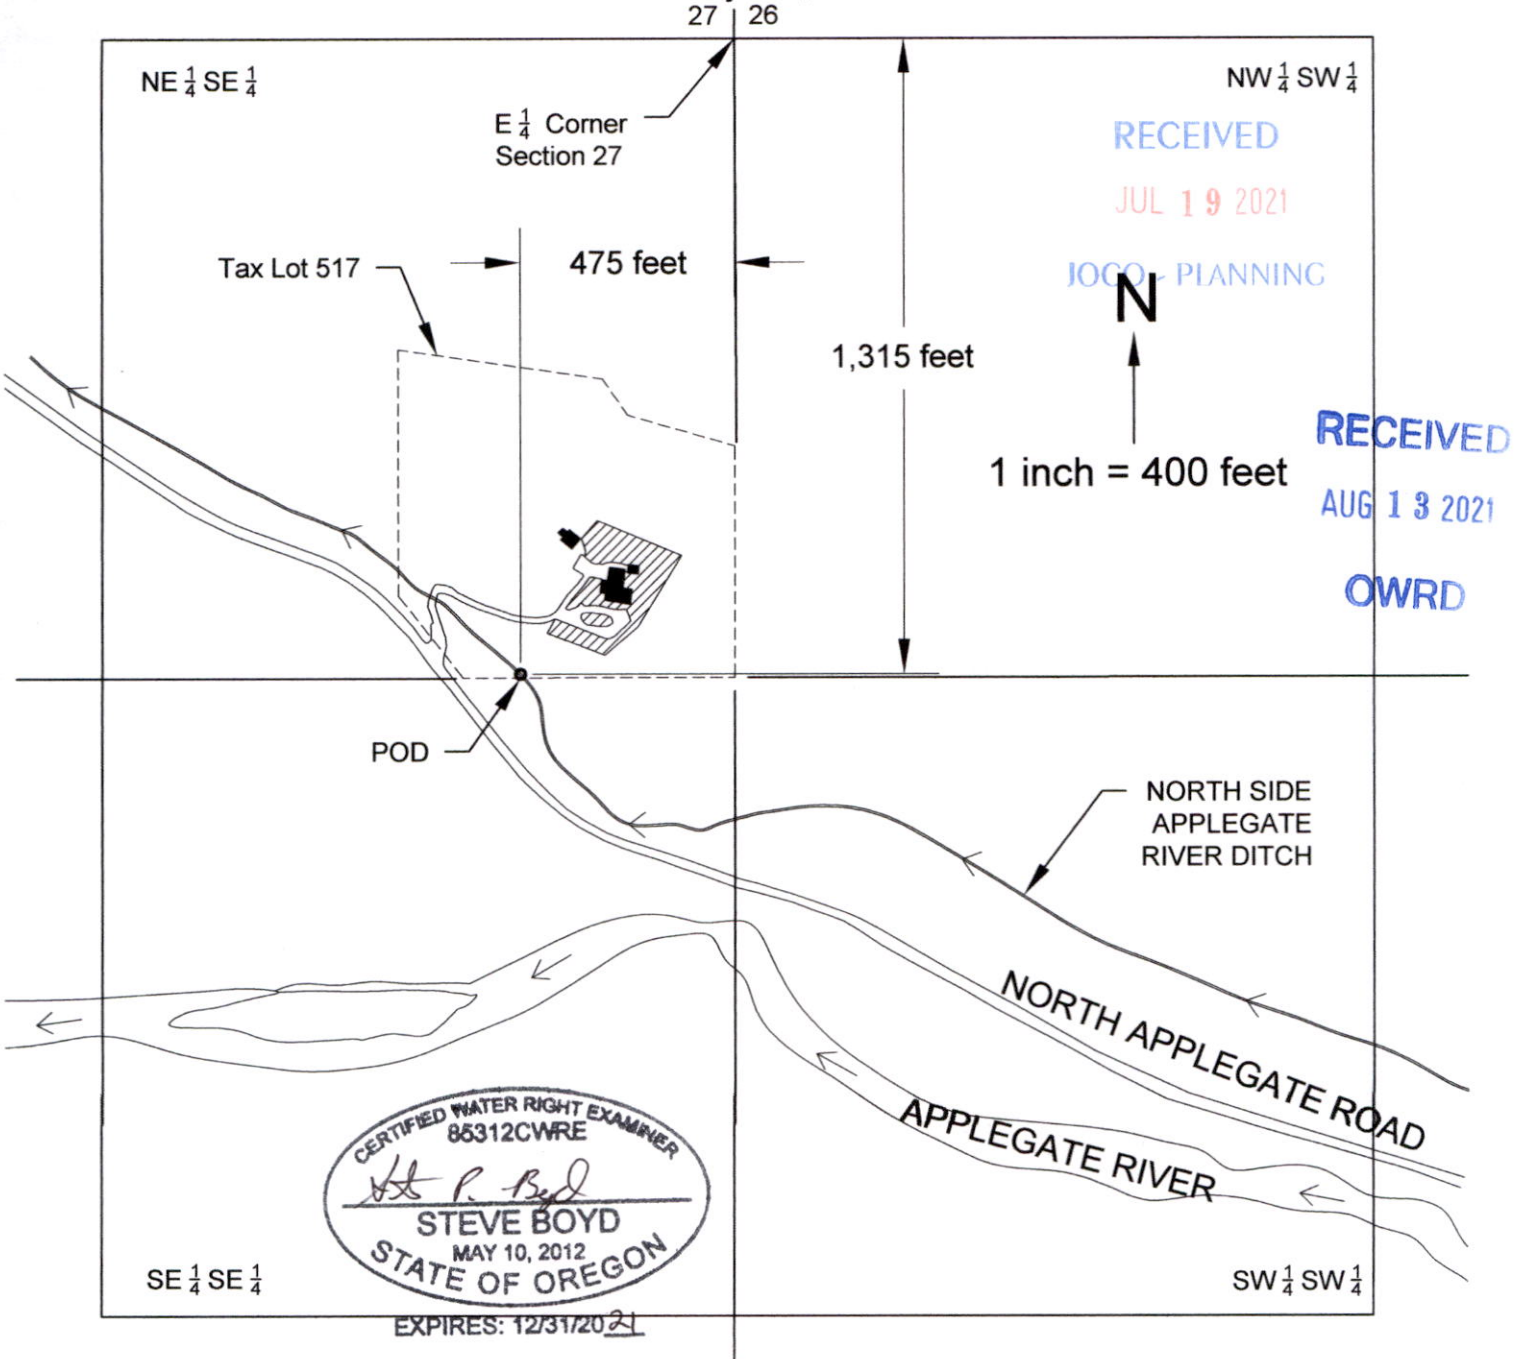 27 26
NE 1/4 SE 1/4
NW 1/4 SW 1/4
E 1/4 Corner
Section 27
RECEIVED
JUL 19 2021
JOCO - PLANNING
Tax Lot 517
475 feet
N
1,315 feet
1 inch = 400 feet
RECEIVED
AUG 13 2021
OWRD
POD
NORTH SIDE
APPLEGATE
RIVER DITCH
NORTH APPLEGATE ROAD
APPLEGATE RIVER
CERTIFIED WATER RIGHT EXAMINER
85312CWRE
STEVE BOYD
MAY 10, 2012
STATE OF OREGON
EXPIRES: 12/31/2021
SE 1/4 SE 1/4
SW 1/4 SW 1/4